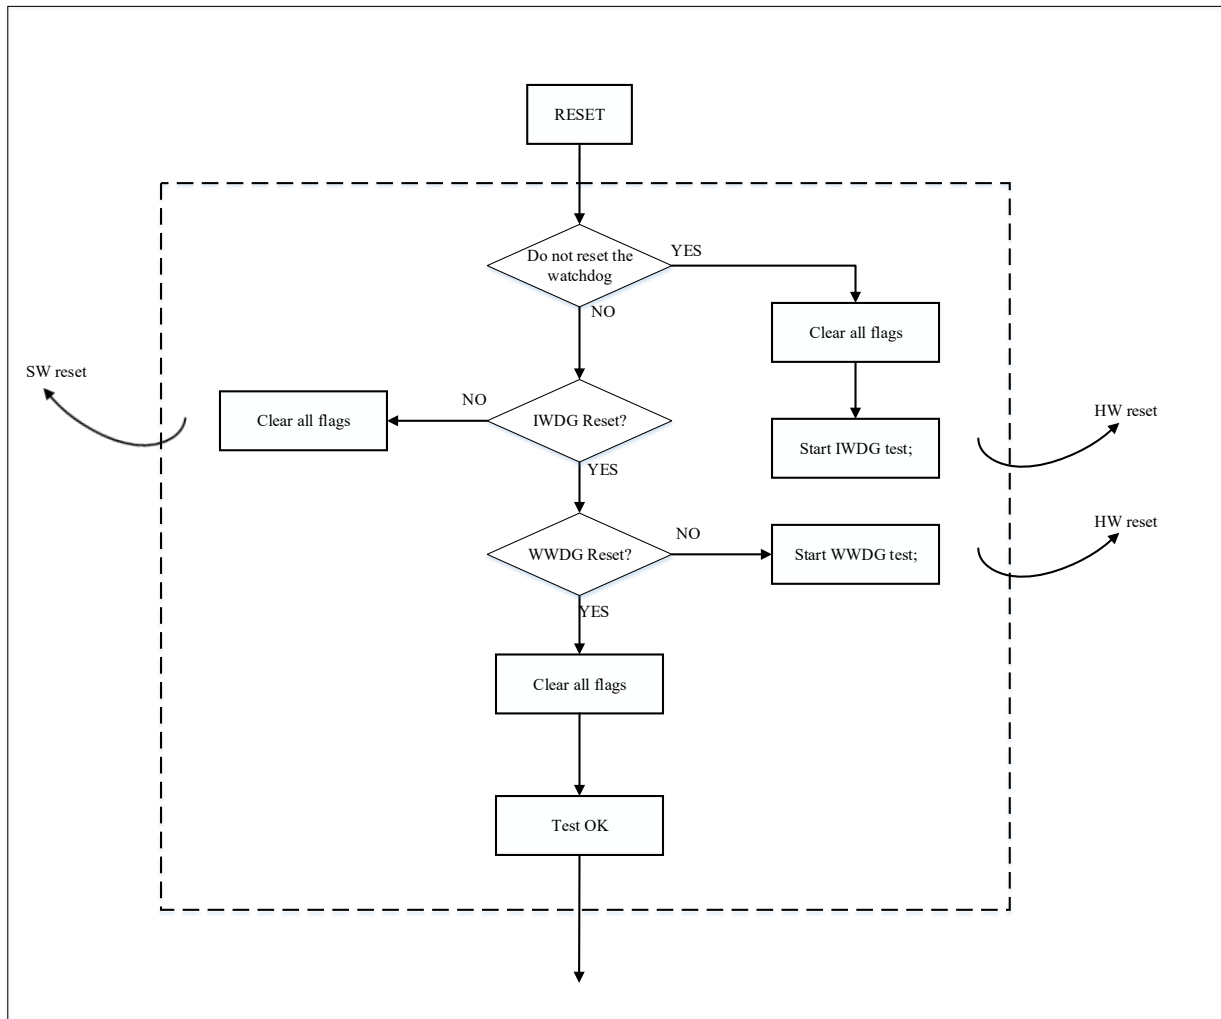 RESET
Do not reset the
watchdog
YES
NO
Clear all flags
SW reset
NO
Clear all flags
IWDG Reset?
HW reset
Start IWDG test;
YES
HW reset
WWDG Reset?
NO
Start WWDG test;
YES
Clear all flags
Test OK